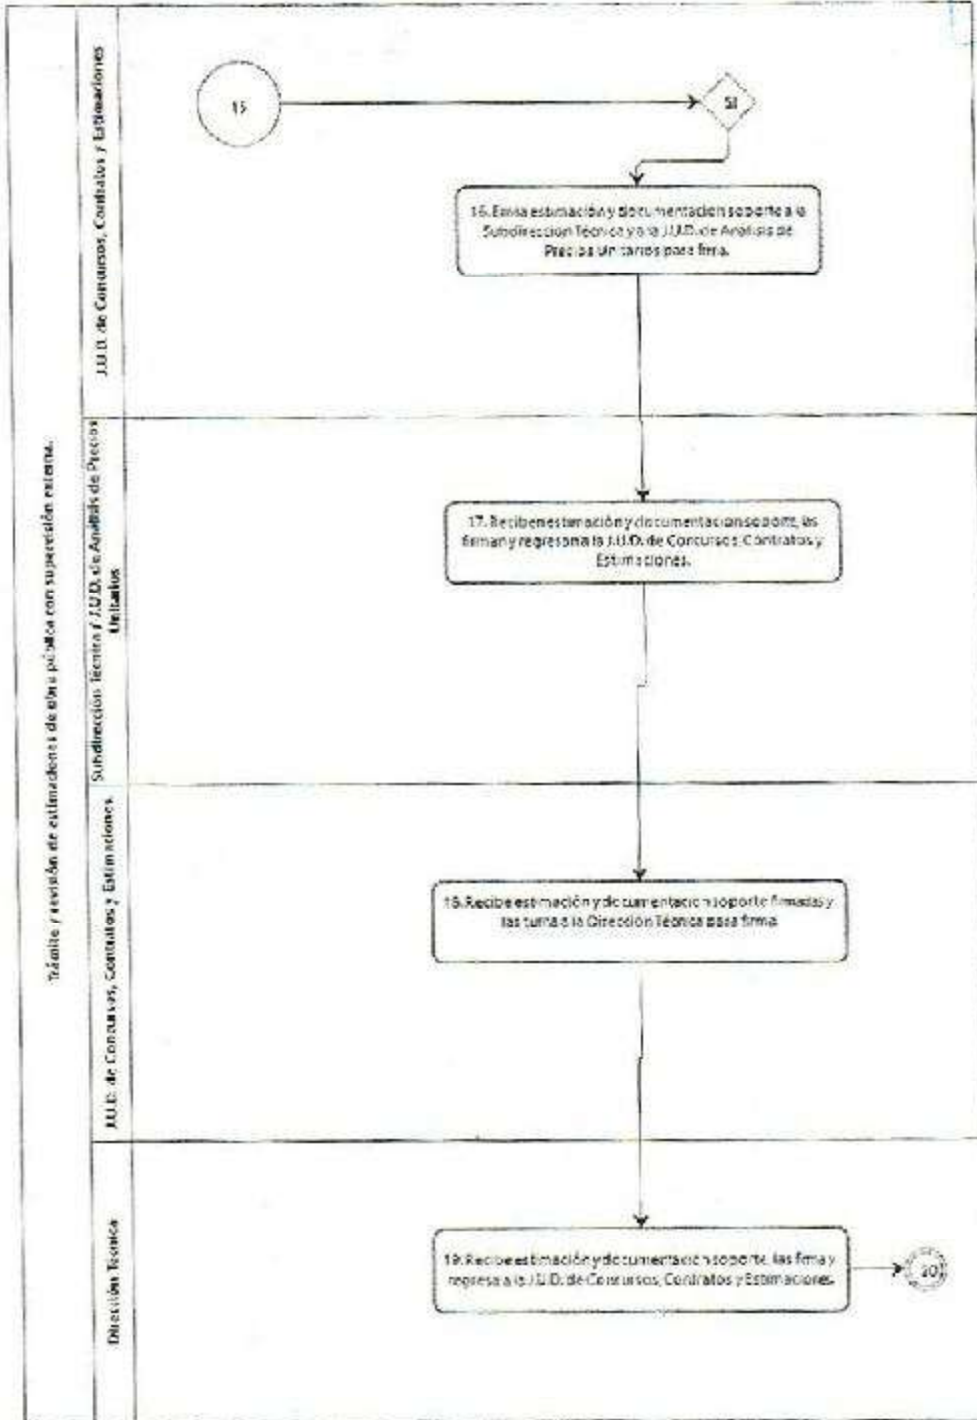 Trámite y revisión de estimaciones de obra pública con supervisión externa.
J.U.D. de Concursos, Contratos y Estimaciones
15
SI
16. Envía estimación y documentación soporte a la
Subdirección Técnica y a la J.U.D. de Análisis de
Precios Unitarios para firma.
Subdirección Técnica / J.U.D. de Análisis de Precios
Unitarios
17. Reciben estimación y documentación soporte, las
firman y regresan a la J.U.D. de Concursos, Contratos y
Estimaciones.
J.U.D. de Concursos, Contratos y Estimaciones.
18. Recibe estimación y documentación soporte firmadas y
las turna a la Dirección Técnica para firma.
Dirección Técnica
19. Recibe estimación y documentación soporte, las firma y
regresa a la J.U.D. de Concursos, Contratos y Estimaciones.
20